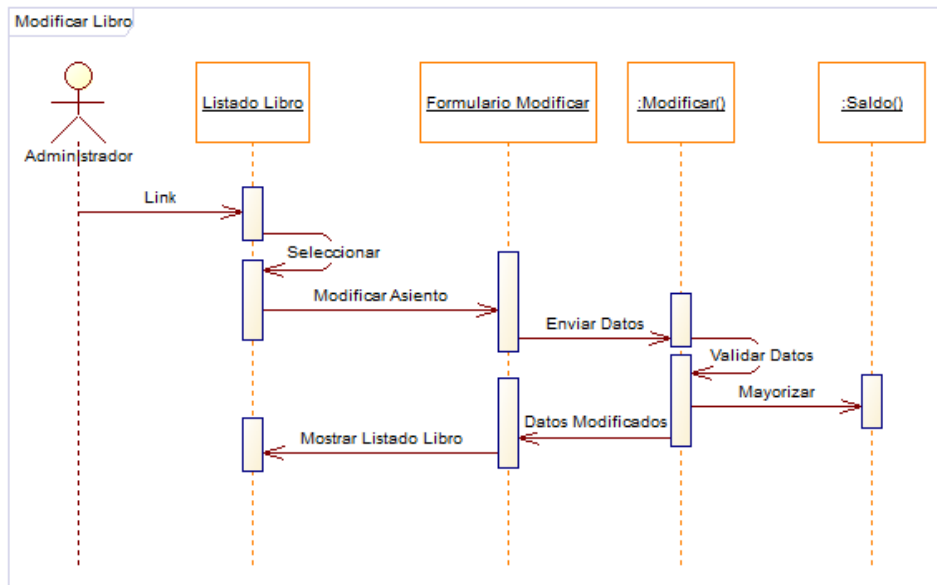 Modificar Libro
Listado Libro
Formulario Modificar
:Modificar()
:Saldo()
Administrador
Link
Seleccionar
Modificar Asiento
Enviar Datos
Validar Datos
Mayorizar
Datos Modificados
Mostrar Listado Libro